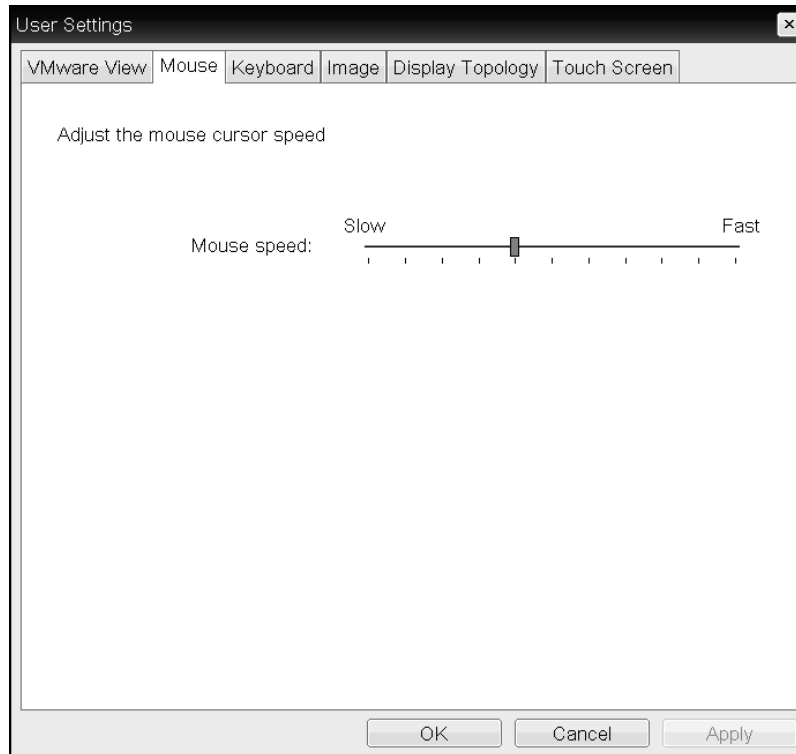 User Settings
VMware View Mouse Keyboard Image Display Topology Touch Screen
Adjust the mouse cursor speed
Slow Fast
Mouse speed:
OK Cancel Apply